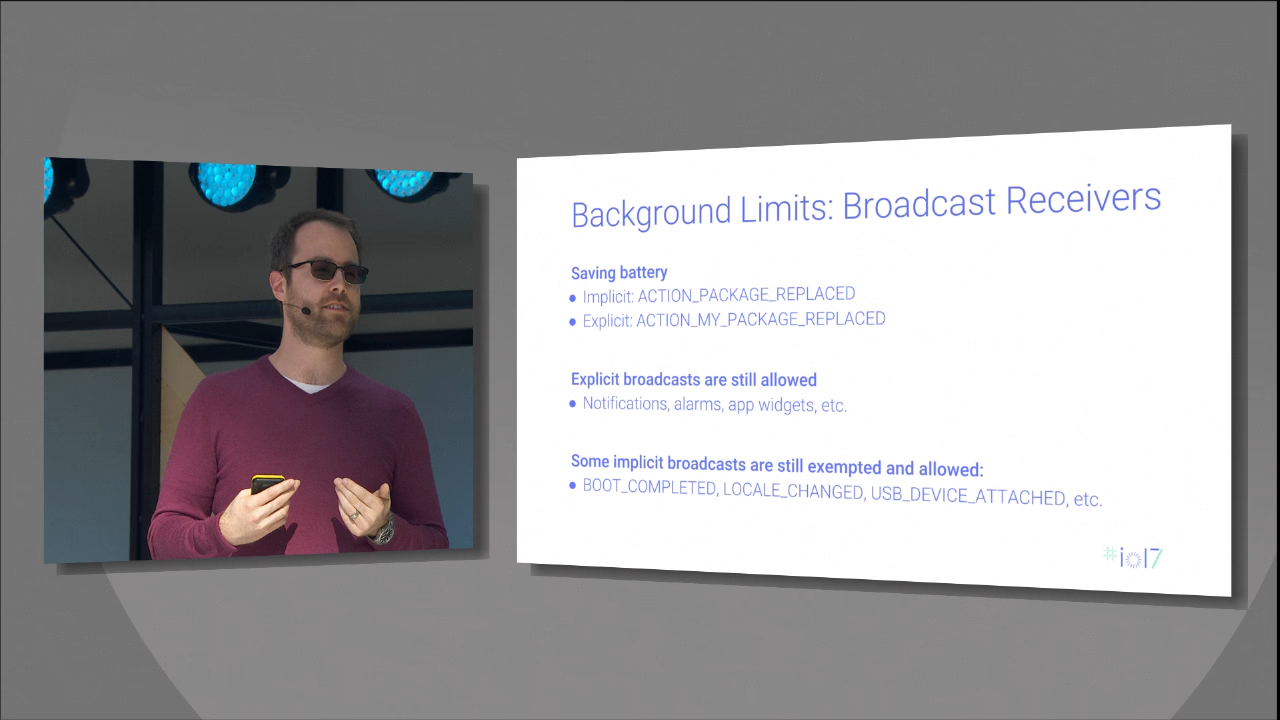 Background Limits: Broadcast Receivers
Saving battery
● Implicit: ACTION_PACKAGE_REPLACED
● Explicit: ACTION_MY_PACKAGE_REPLACED
Explicit broadcasts are still allowed
● Notifications, alarms, app widgets, etc.
Some implicit broadcasts are still exempted and allowed:
● BOOT_COMPLETED, LOCALE_CHANGED, USB_DEVICE_ATTACHED, etc.
#io17